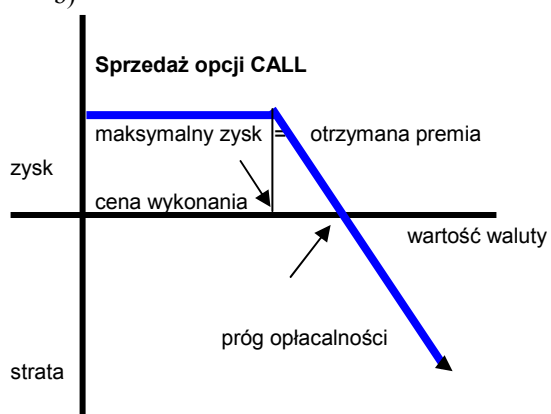 b)
Sprzedaż opcji CALL
maksymalny zysk = otrzymana premia
zysk
cena wykonania
wartość waluty
próg opłacalności
strata